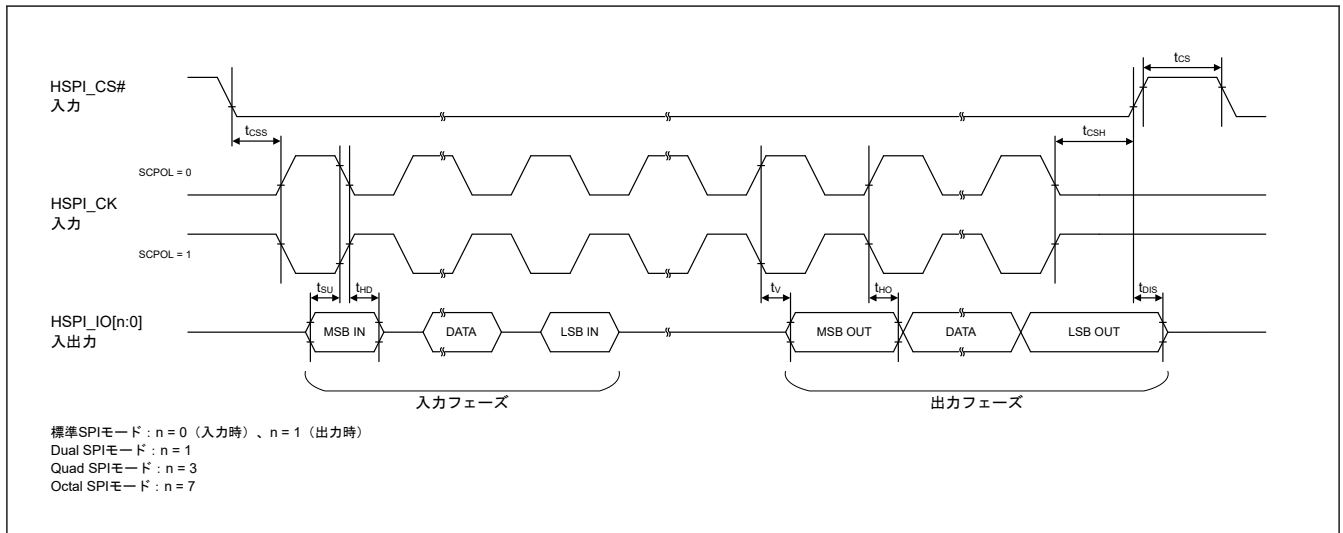 HSPI_CS#
入力
tcs
tCSS
tCSH
SCPOL = 0
HSPI_CK
入力
SCPOL = 1
tSU
tHD
tV
tHO
tDIS
HSPI_IO[n:0]
入出力
MSB IN
DATA
LSB IN
MSB OUT
DATA
LSB OUT
入力フェーズ
出力フェーズ
標準SPIモード：n = 0（入力時）、n = 1（出力時）
Dual SPIモード：n = 1
Quad SPIモード：n = 3
Octal SPIモード：n = 7